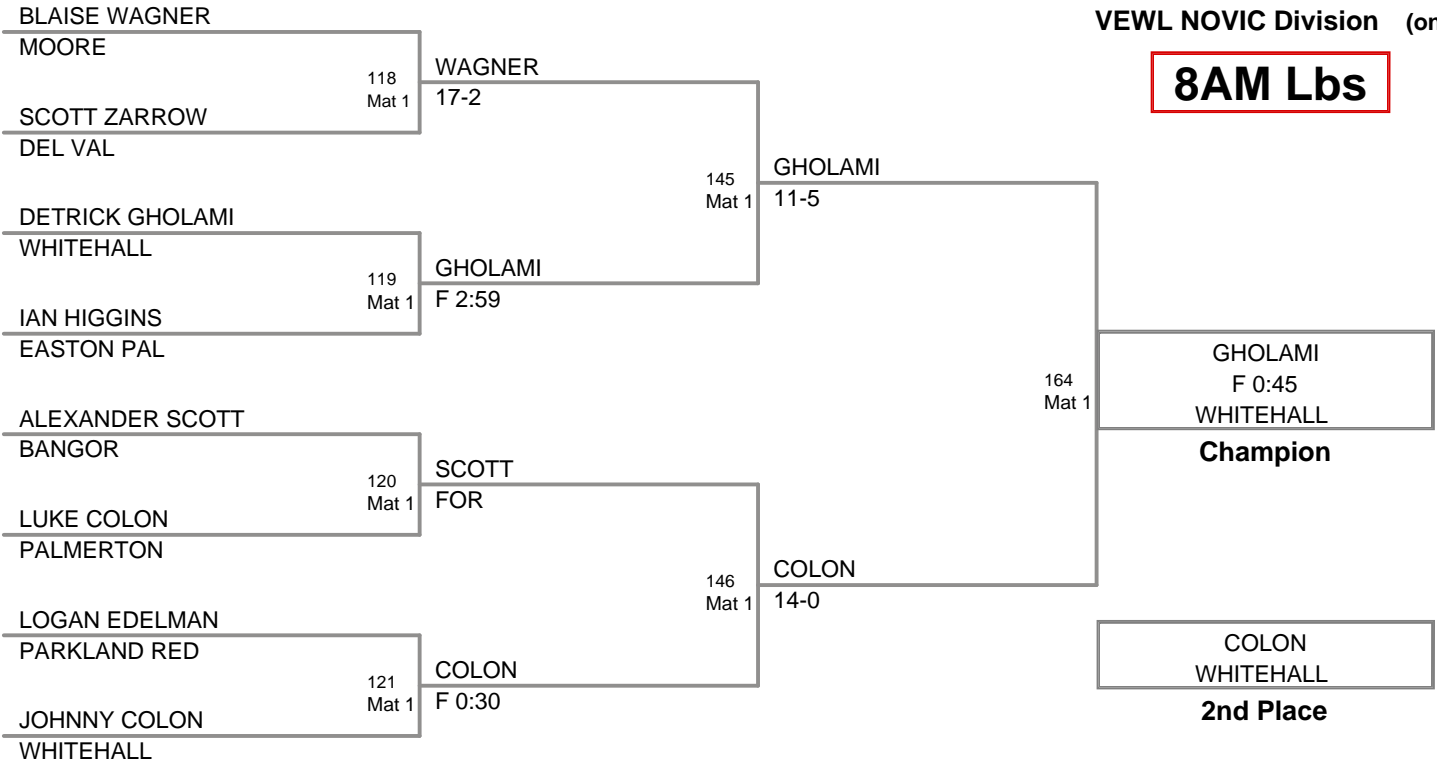 BLAISE WAGNER
MOORE
118
Mat 1
WAGNER
17-2
SCOTT ZARROW
DEL VAL
145
Mat 1
GHOLAMI
11-5
DETRICK GHOLAMI
WHITEHALL
119
Mat 1
GHOLAMI
F 2:59
IAN HIGGINS
EASTON PAL
ALEXANDER SCOTT
BANGOR
120
Mat 1
SCOTT
FOR
LUKE COLON
PALMERTON
146
Mat 1
COLON
14-0
LOGAN EDELMAN
PARKLAND RED
121
Mat 1
COLON
F 0:30
JOHNNY COLON
WHITEHALL
VEWL NOVIC Division (on
8AM Lbs
164
Mat 1
GHOLAMI
F 0:45
WHITEHALL
Champion
COLON
WHITEHALL
2nd Place